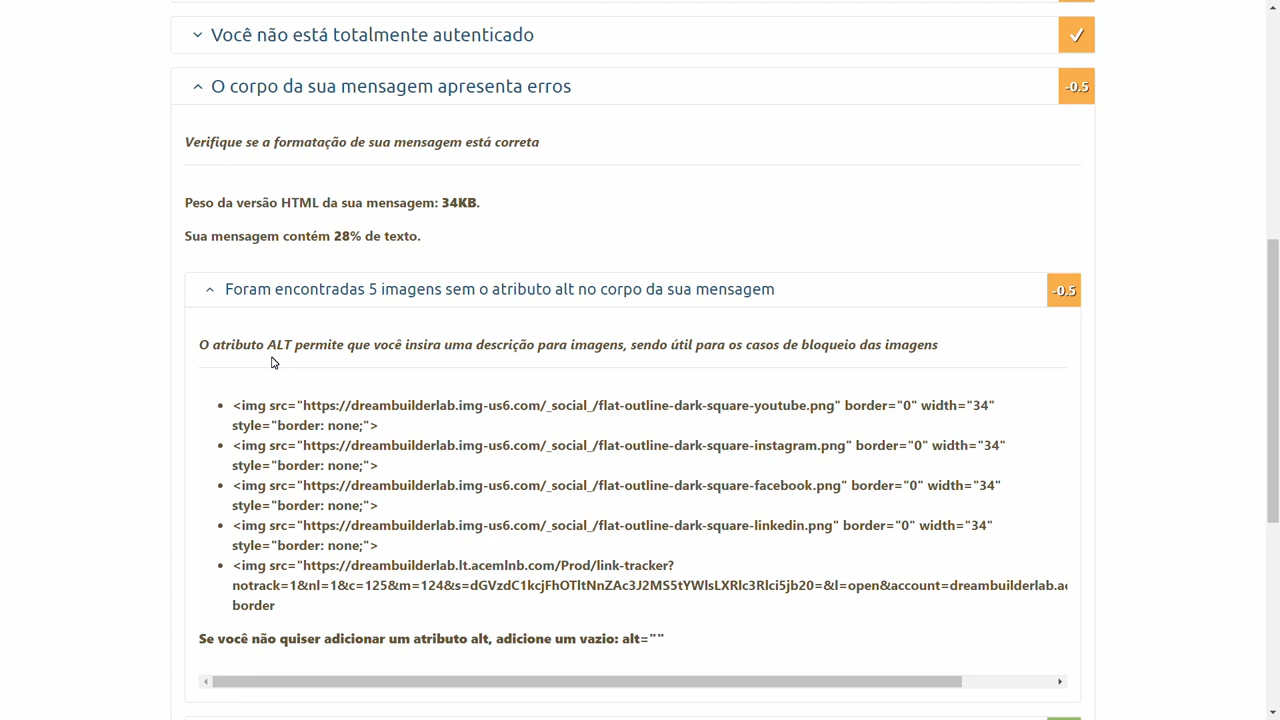 Você não está totalmente autenticado
O corpo da sua mensagem apresenta erros
-0.5
Verifique se a formatação de sua mensagem está correta
Peso da versão HTML da sua mensagem: 34KB.
Sua mensagem contém 28% de texto.
Foram encontradas 5 imagens sem o atributo alt no corpo da sua mensagem
-0.5
O atributo ALT permite que você insira uma descrição para imagens, sendo útil para os casos de bloqueio das imagens
• <img src="https://dreambuilderlab.img-us6.com/_social_/flat-outline-dark-square-youtube.png" border="0" width="34"
style="border: none;">
• <img src="https://dreambuilderlab.img-us6.com/_social_/flat-outline-dark-square-instagram.png" border="0" width="34"
style="border: none;">
• <img src="https://dreambuilderlab.img-us6.com/_social_/flat-outline-dark-square-facebook.png" border="0" width="34"
style="border: none;">
• <img src="https://dreambuilderlab.img-us6.com/_social_/flat-outline-dark-square-linkedin.png" border="0" width="34"
style="border: none;">
• <img src="https://dreambuilderlab.lt.acemlnb.com/Prod/link-tracker?
notrack=1&nl=1&c=125&m=124&s=dGVzdC1kcjFhOTltNnZAc3J2MS5tYWlsLXRlc3Rlci5jb20=&l=open&account=dreambuilderlab.ac
border
Se você não quiser adicionar um atributo alt, adicione um vazio: alt=""